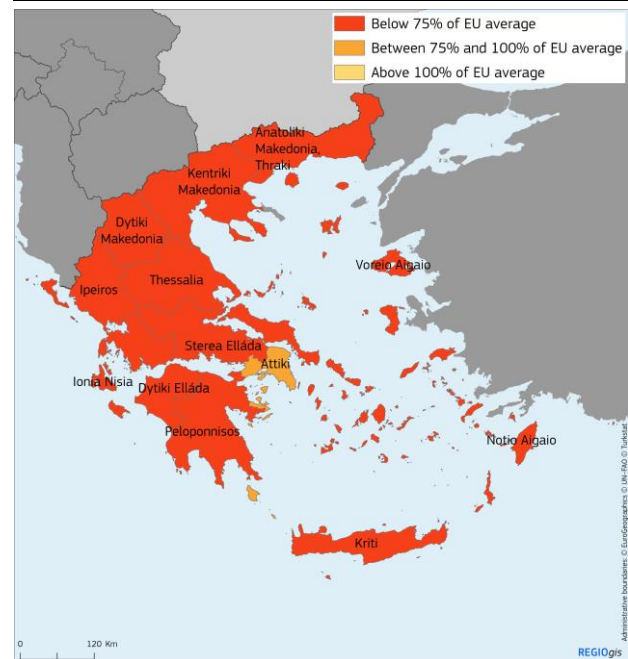 Below 75% of EU average
Between 75% and 100% of EU average
Above 100% of EU average
Anatoliki
Makedonia,
Thraki
Kentriki
Makedonia
Dytiki
Makedonia
Voreio Aigaio
Ipeiros
Thessalia
Sterea Elláda
Attiki
Ionia Nisia
Dytiki Elláda
Peloponnisos
Notio Aigaio
Kriti
0 120 Km
REGIOgis
Administrative boundaries: © EuroGeographics © UN-FAO © Turkstat